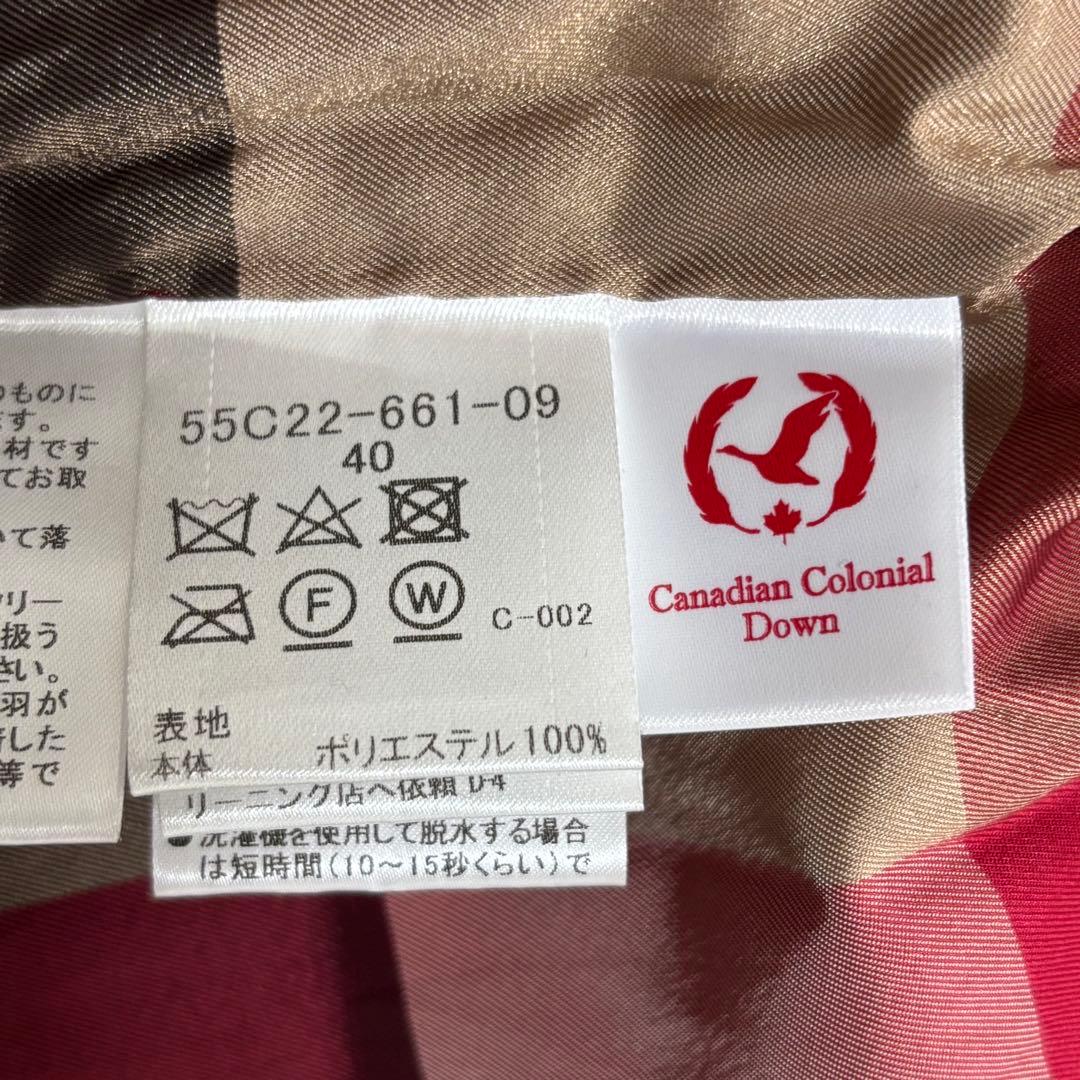 のものに
ます。
材です
てお取
いて落
クリー
扱う
さい。
羽が
着した
等で
55C22-661-09
40
F W C-002
表地
本体 ポリエステル100%
リーニング店へ依頼 D-4
●洗濯機を使用して脱水する場合
は短時間(10～15秒くらい)で
Canadian Colonial
Down